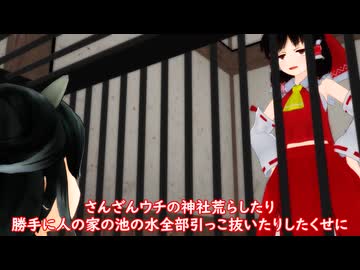 さんざんウチの神社荒らしたり
勝手に人の家の池の水全部引っこ抜いたりしたくせに